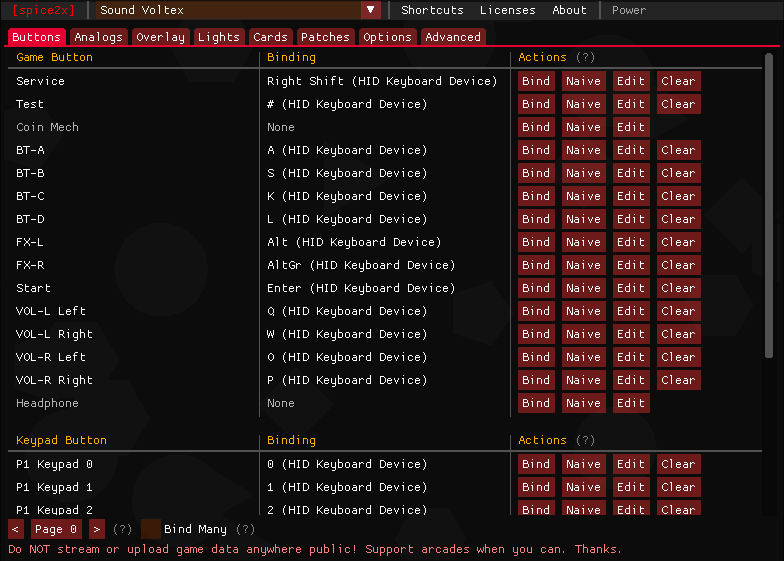 [spice2x] Sound Voltex ▼ Shortcuts Licenses About Power
Buttons Analogs Overlay Lights Cards Patches Options Advanced
Game Button Binding Actions (?)
Service Right Shift (HID Keyboard Device) Bind Naive Edit Clear
Test # (HID Keyboard Device) Bind Naive Edit Clear
Coin Mech None Bind Naive Edit
BT-A A (HID Keyboard Device) Bind Naive Edit Clear
BT-B S (HID Keyboard Device) Bind Naive Edit Clear
BT-C K (HID Keyboard Device) Bind Naive Edit Clear
BT-D L (HID Keyboard Device) Bind Naive Edit Clear
FX-L Alt (HID Keyboard Device) Bind Naive Edit Clear
FX-R AltGr (HID Keyboard Device) Bind Naive Edit Clear
Start Enter (HID Keyboard Device) Bind Naive Edit Clear
VOL-L Left Q (HID Keyboard Device) Bind Naive Edit Clear
VOL-L Right W (HID Keyboard Device) Bind Naive Edit Clear
VOL-R Left O (HID Keyboard Device) Bind Naive Edit Clear
VOL-R Right P (HID Keyboard Device) Bind Naive Edit Clear
Headphone None Bind Naive Edit
Keypad Button Binding Actions (?)
P1 Keypad 0 0 (HID Keyboard Device) Bind Naive Edit Clear
P1 Keypad 1 1 (HID Keyboard Device) Bind Naive Edit Clear
P1 Keypad 2 2 (HID Keyboard Device) Bind Naive Edit Clear
< Page 0 > (?) Bind Many (?)
Do NOT stream or upload game data anywhere public! Support arcades when you can. Thanks.